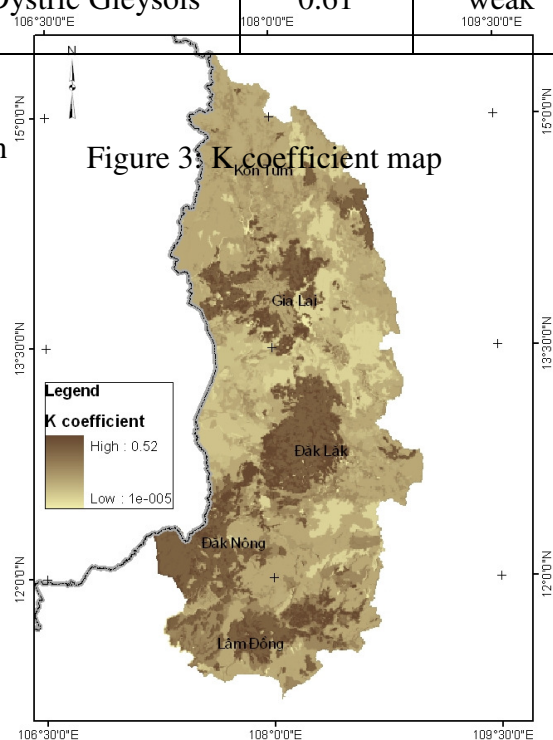 Dystric Gleysols 0.61 weak
106°30'0"E 108°0'0"E 109°30'0"E
N
15°0'0"N 15°0'0"N
Figure 3: K coefficient map
Kon Tum
Gia Lai
13°30'0"N 13°30'0"N
Legend
K coefficient
High : 0.52
Low : 1e-005
Đăk Lăk
Đăk Nông
12°0'0"N 12°0'0"N
Lâm Đồng
106°30'0"E 108°0'0"E 109°30'0"E